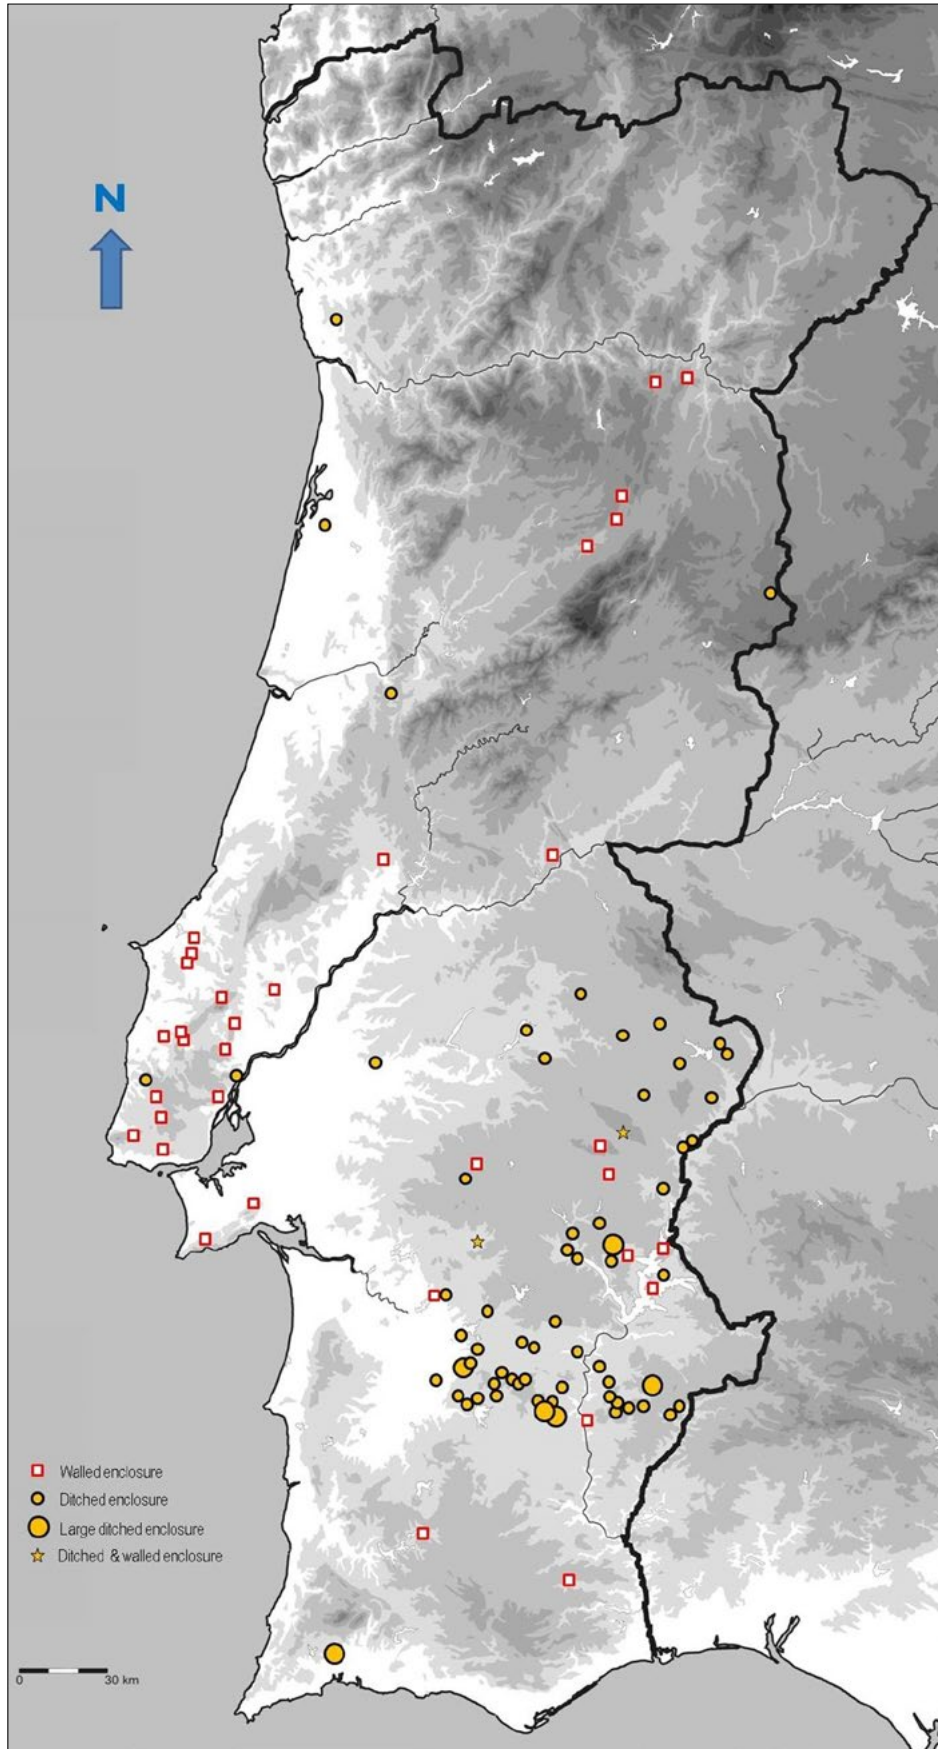 N
Walled enclosure
Ditched enclosure
Large ditched enclosure
Ditched & walled enclosure
0 30 km